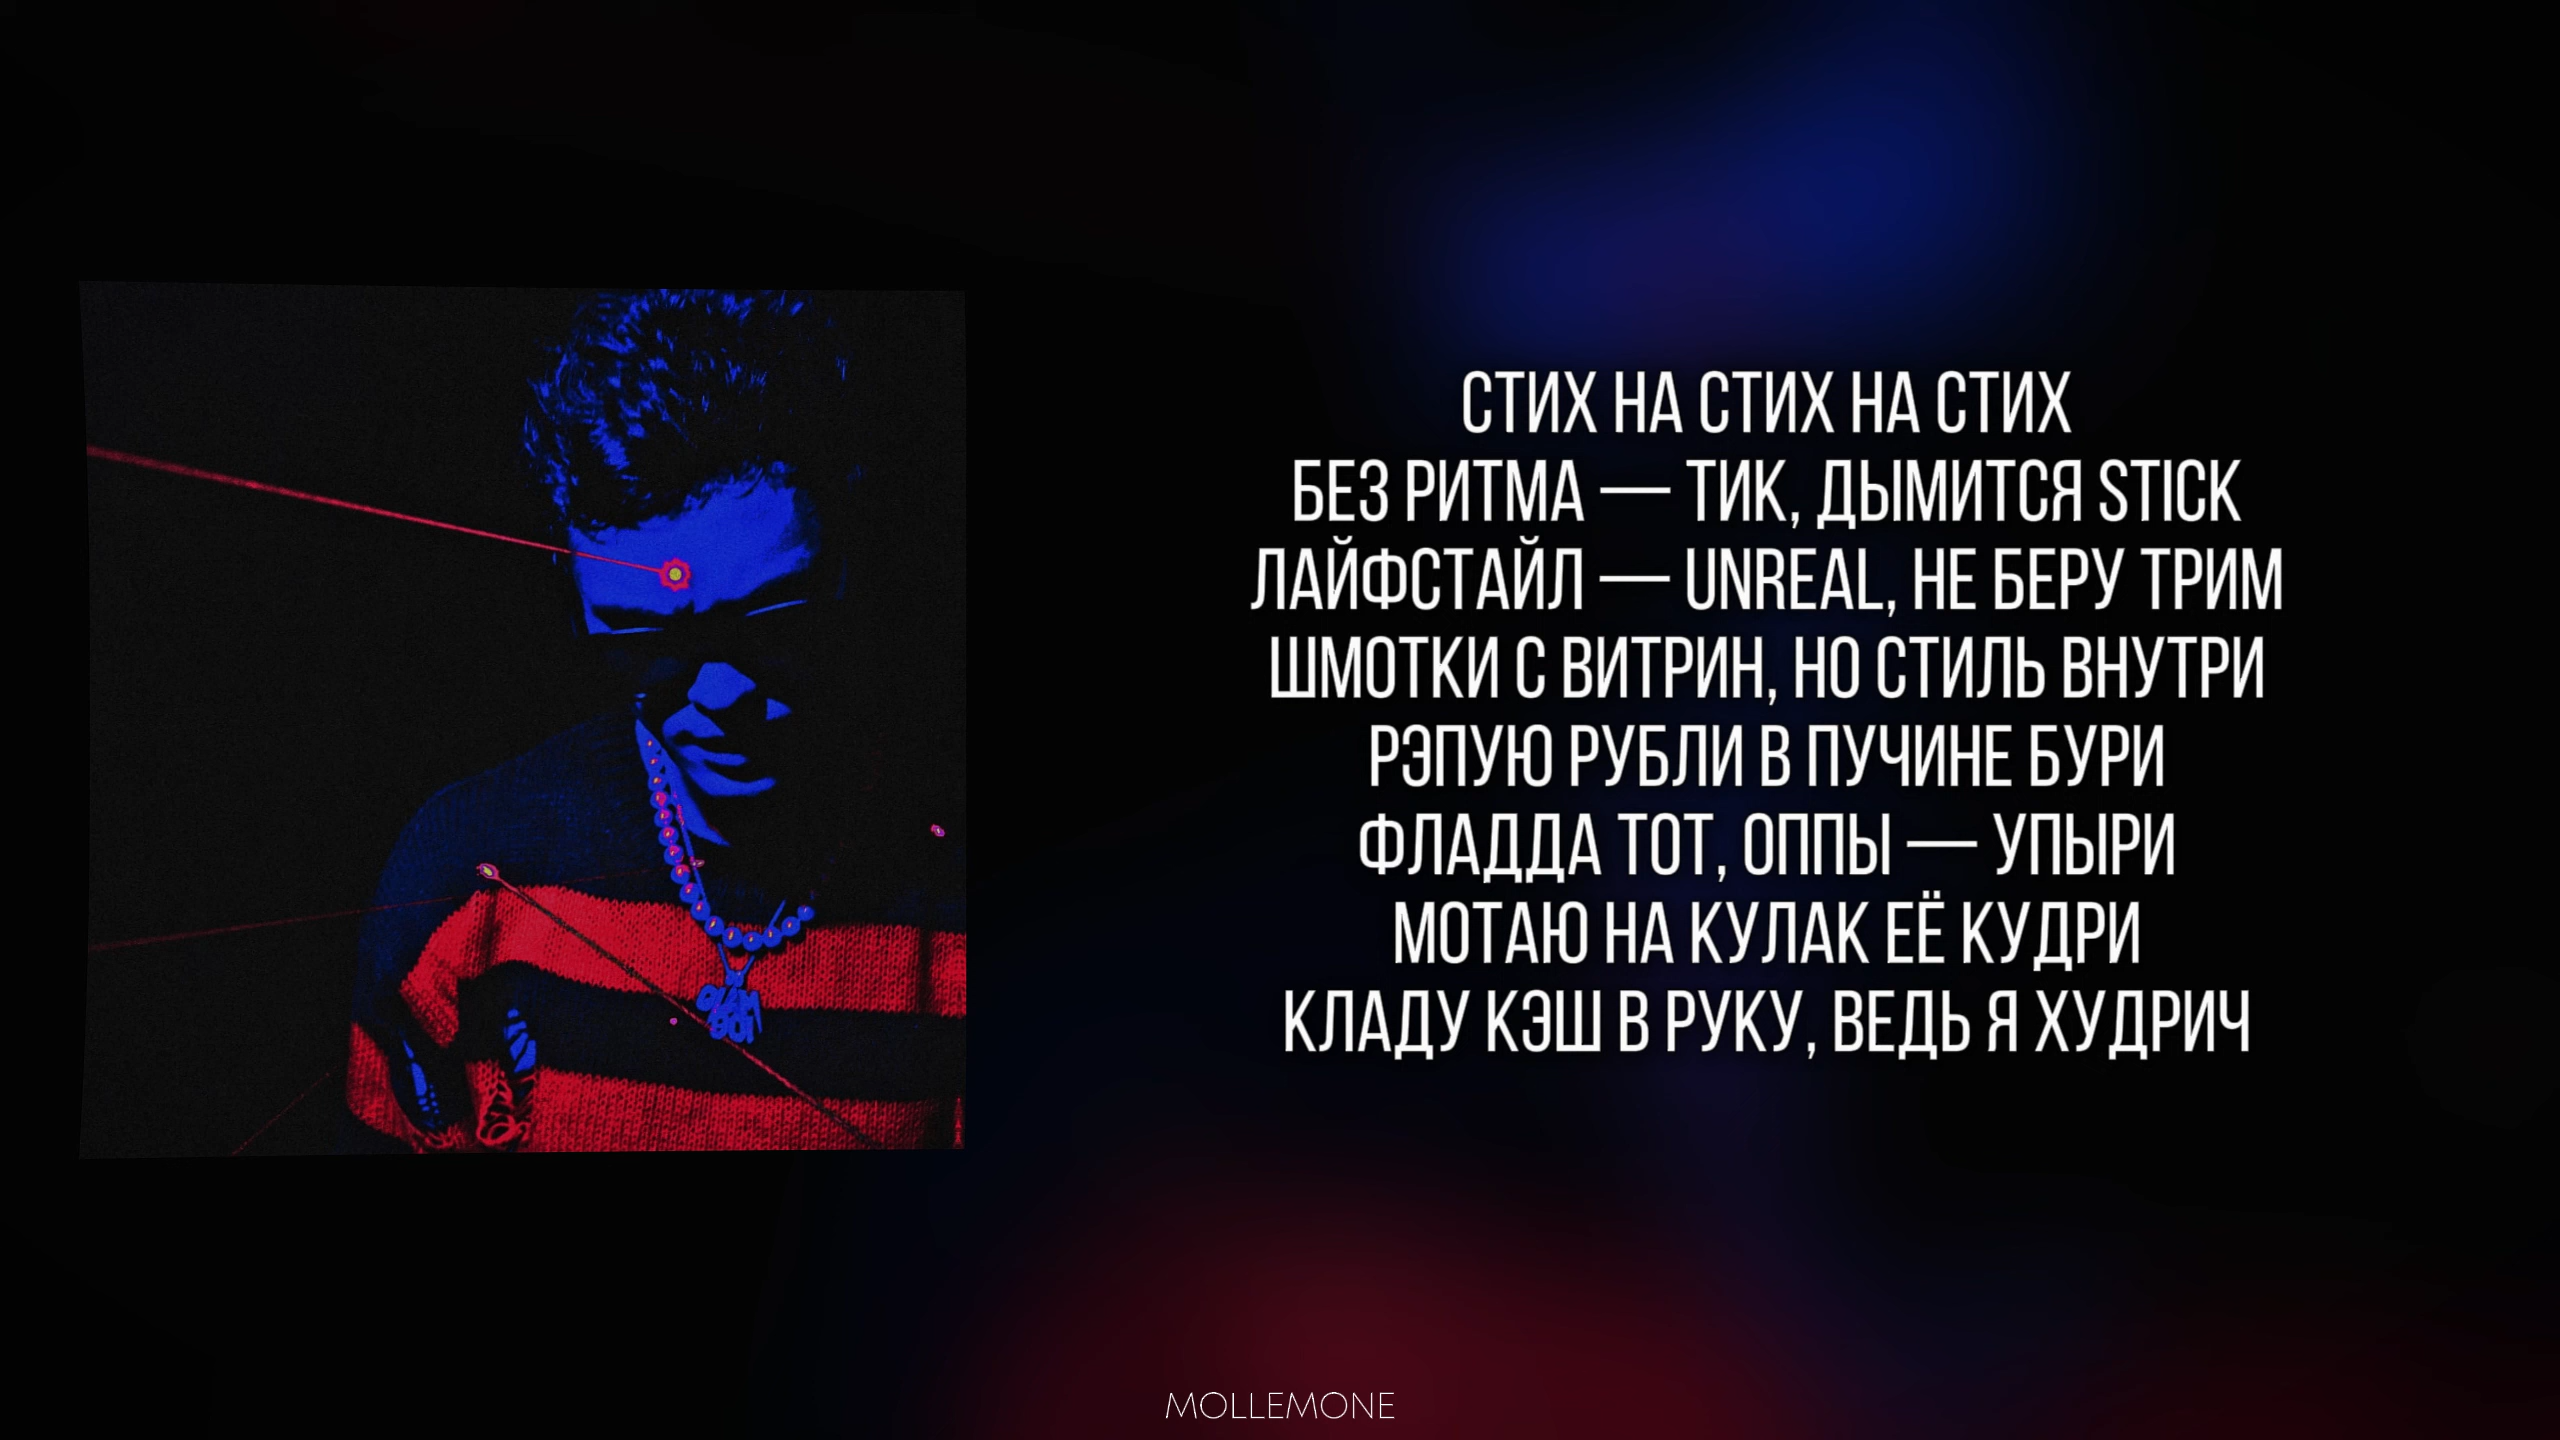 СТИХ НА СТИХ НА СТИХ
БЕЗ РИТМА — ТИК, ДЫМИТСЯ STICK
ЛАЙФСТАЙЛ — UNREAL, НЕ БЕРУ ТРИМ
ШМОТКИ С ВИТРИН, НО СТИЛЬ ВНУТРИ
РЭПУЮ РУБЛИ В ПУЧИНЕ БУРИ
ФЛАДДА ТОТ, ОППЫ — УПЫРИ
МОТАЮ НА КУЛАК ЕЁ КУДРИ
КЛАДУ КЭШ В РУКУ, ВЕДЬ Я ХУДРИЧ
MOLLEMONE